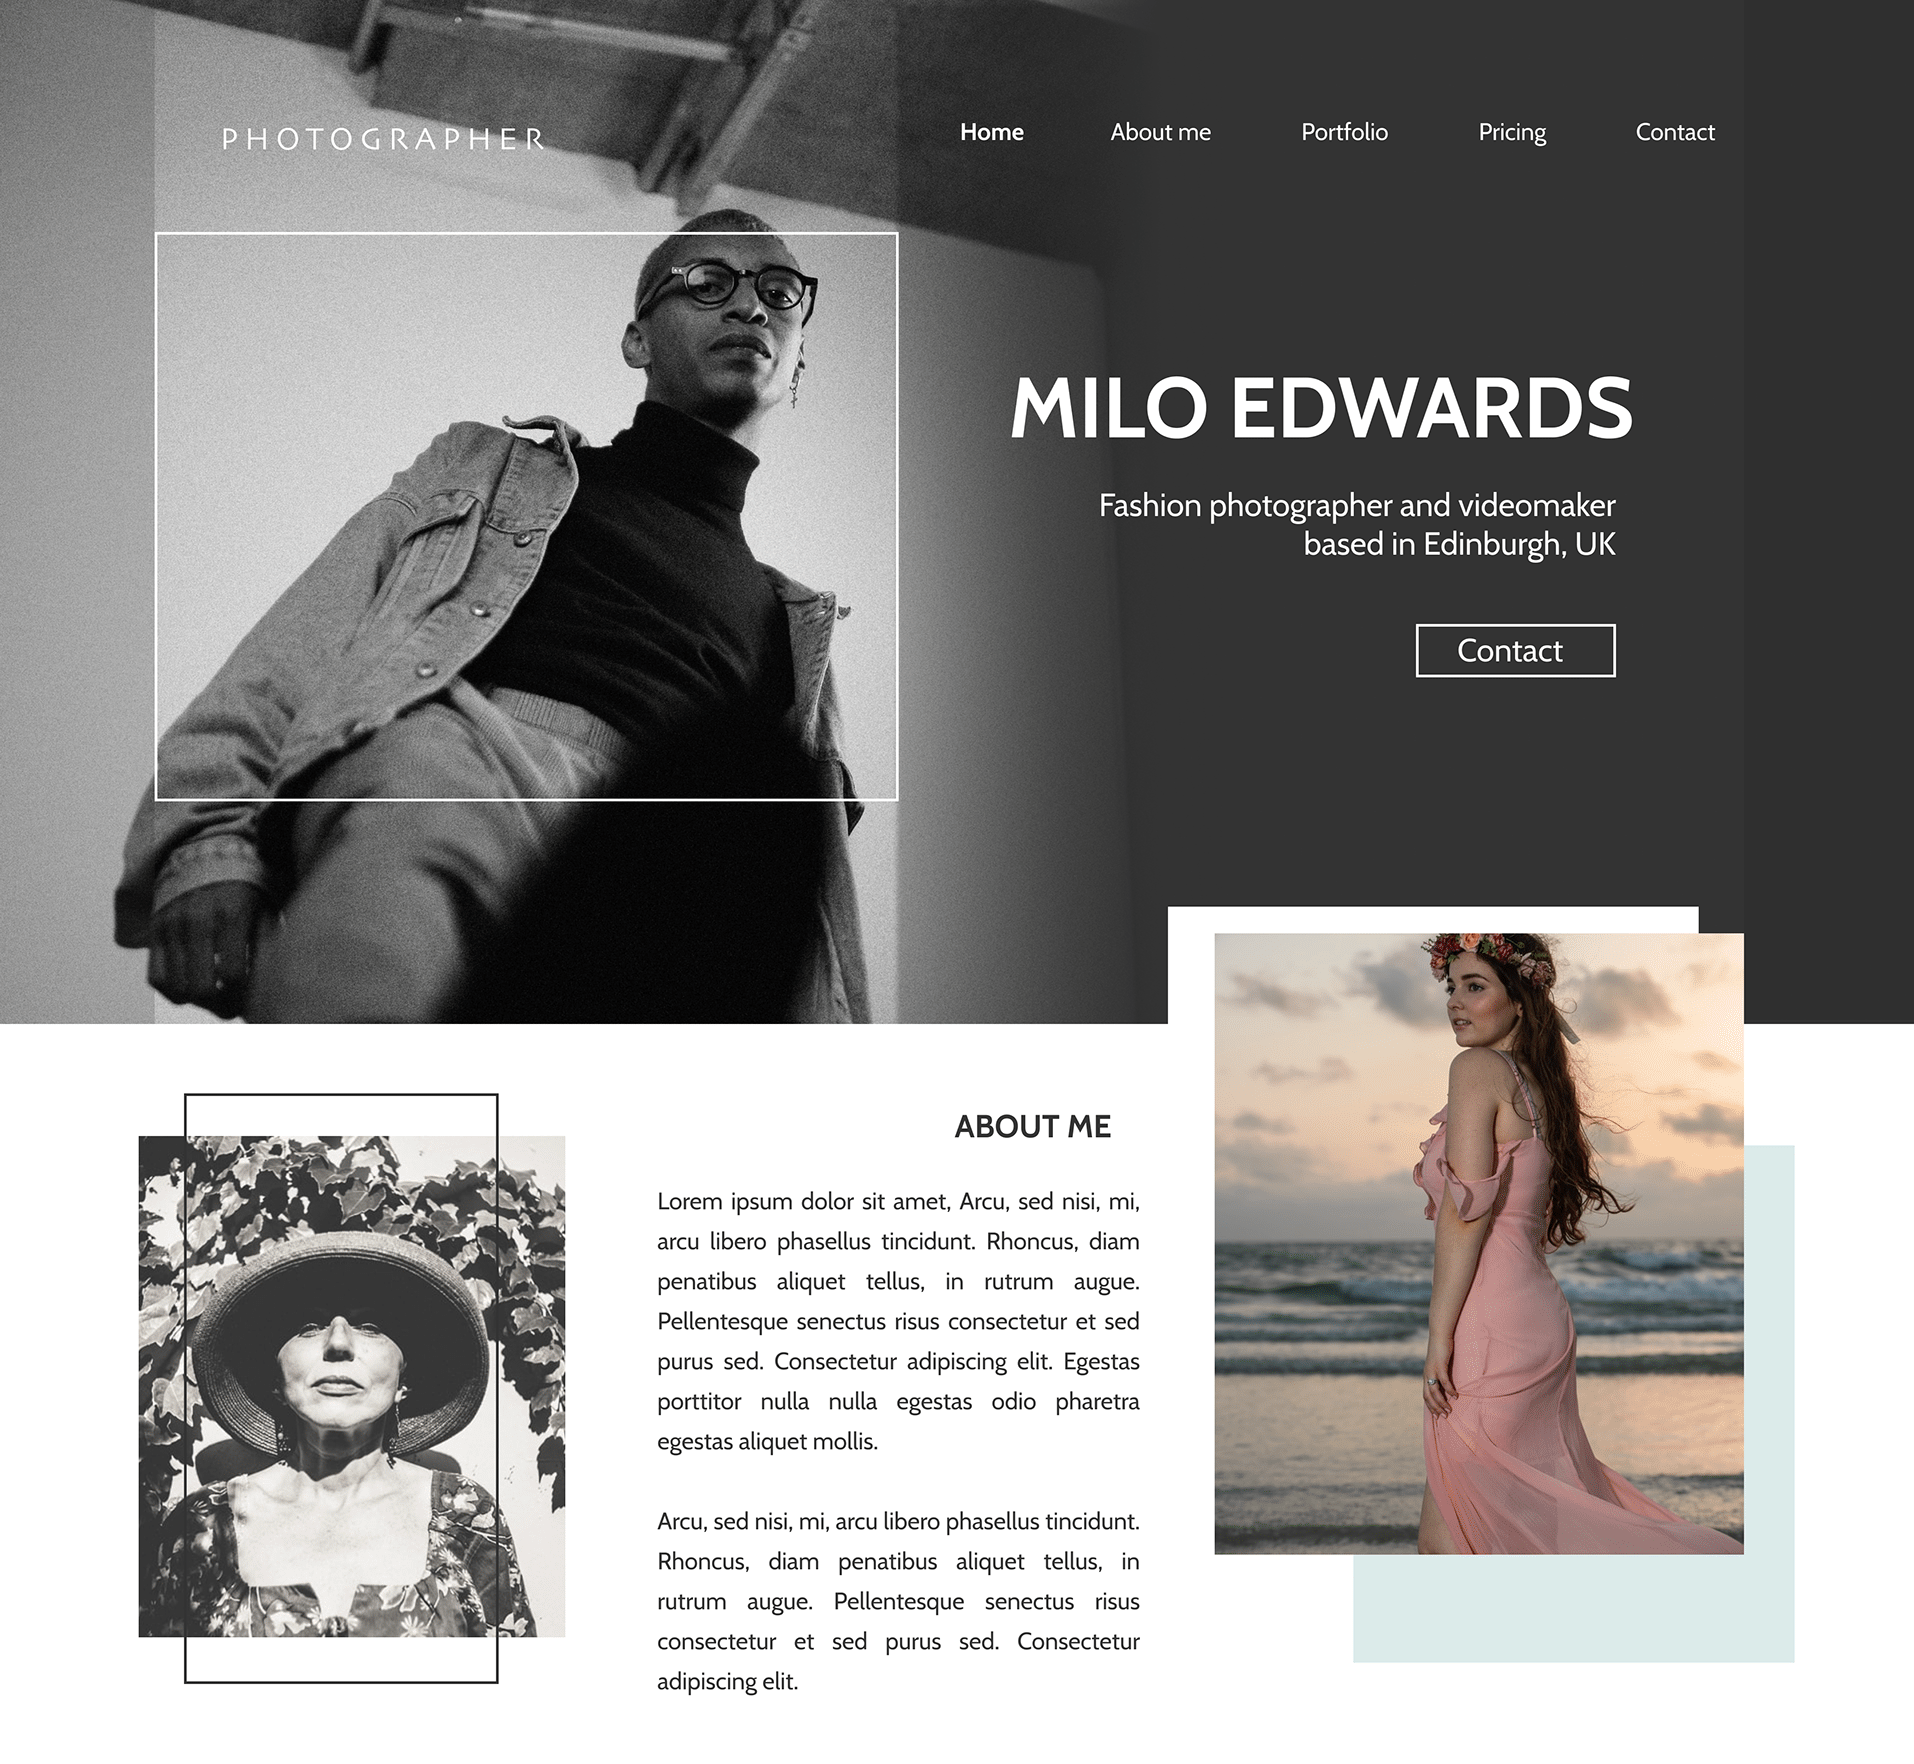 PHOTOGRAPHER
Home
About me
Portfolio
Pricing
Contact
MILO EDWARDS
Fashion photographer and videomaker
based in Edinburgh, UK
Contact
ABOUT ME
Lorem ipsum dolor sit amet, Arcu, sed nisi, mi,
arcu libero phasellus tincidunt. Rhoncus, diam
penatibus aliquet tellus, in rutrum augue.
Pellentesque senectus risus consectetur et sed
purus sed. Consectetur adipiscing elit. Egestas
porttitor nulla nulla egestas odio pharetra
egestas aliquet mollis.
Arcu, sed nisi, mi, arcu libero phasellus tincidunt.
Rhoncus, diam penatibus aliquet tellus, in
rutrum augue. Pellentesque senectus risus
consectetur et sed purus sed. Consectetur
adipiscing elit.